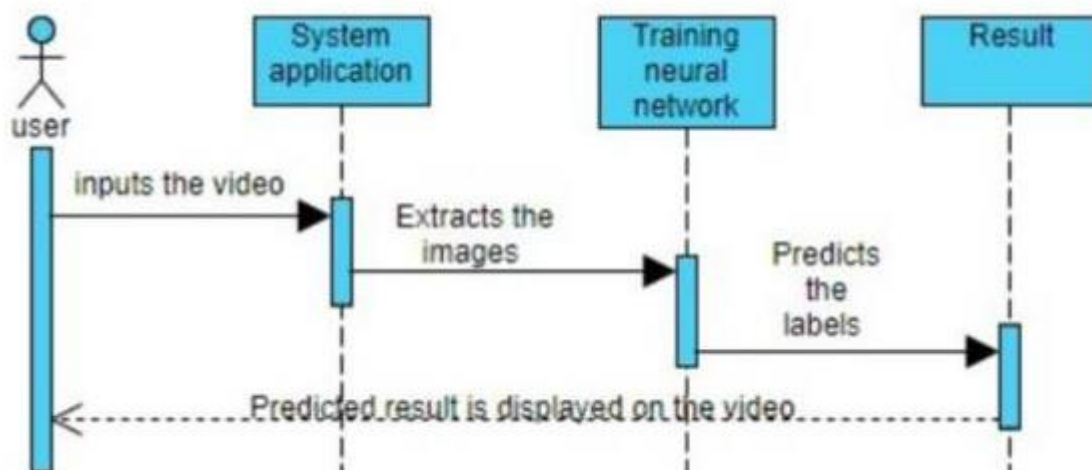 System
application
Training
neural
network
Result
user
inputs the video
Extracts the
images
Predicts
the
labels
Predicted result is displayed on the video